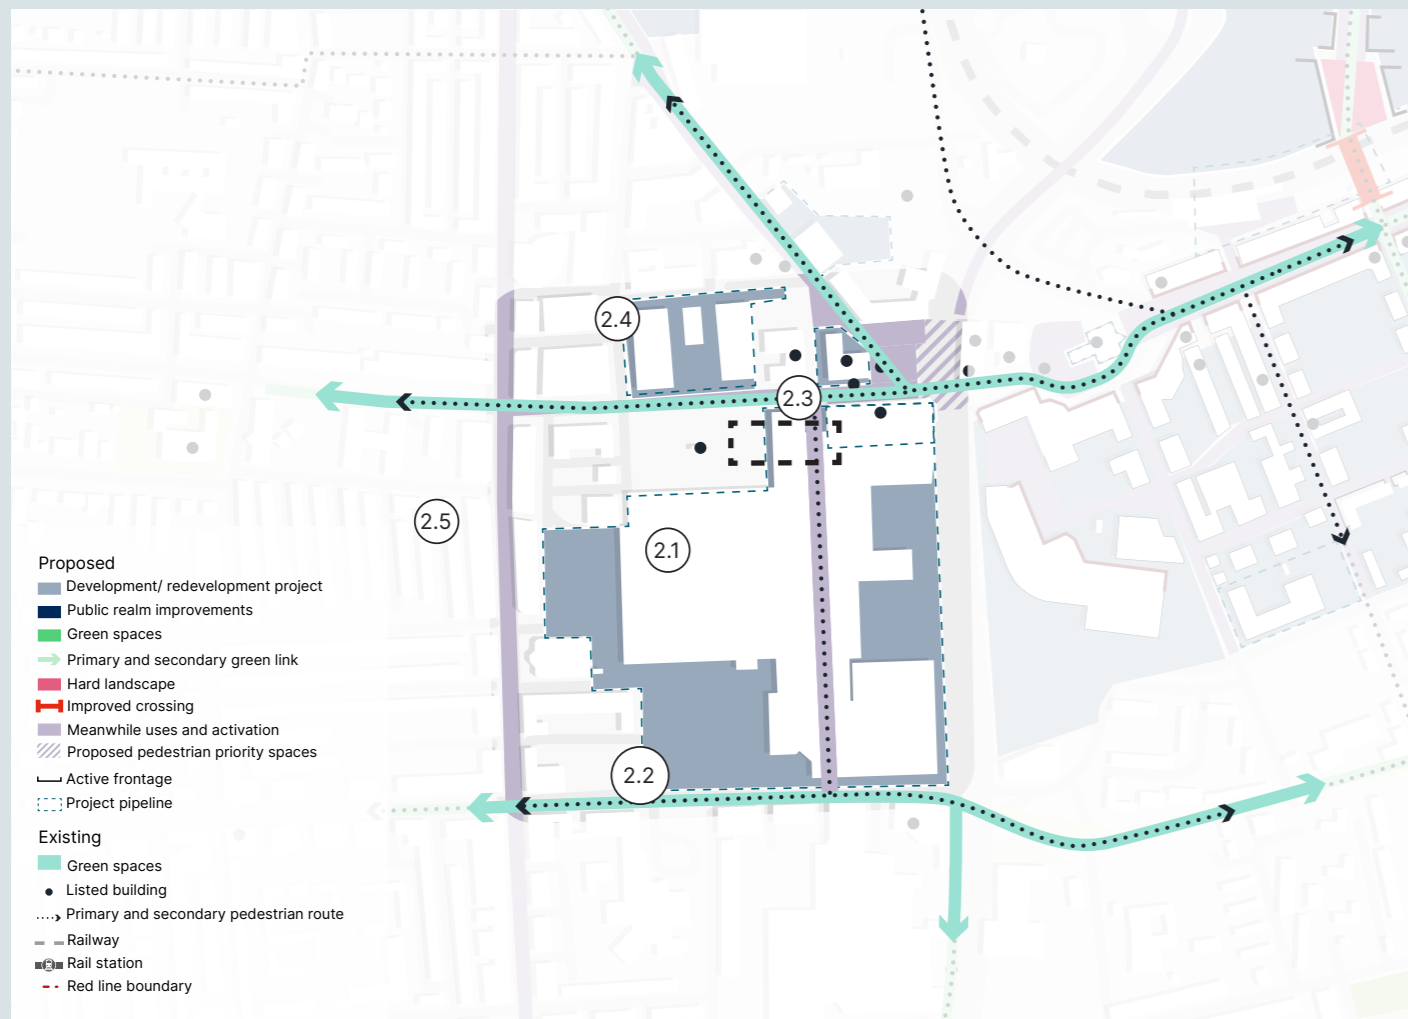 2.4
2.3
2.5
2.1
2.2
Proposed
Development/ redevelopment project
Public realm improvements
Green spaces
Primary and secondary green link
Hard landscape
Improved crossing
Meanwhile uses and activation
Proposed pedestrian priority spaces
Active frontage
Project pipeline
Existing
Green spaces
Listed building
Primary and secondary pedestrian route
Railway
Rail station
Red line boundary